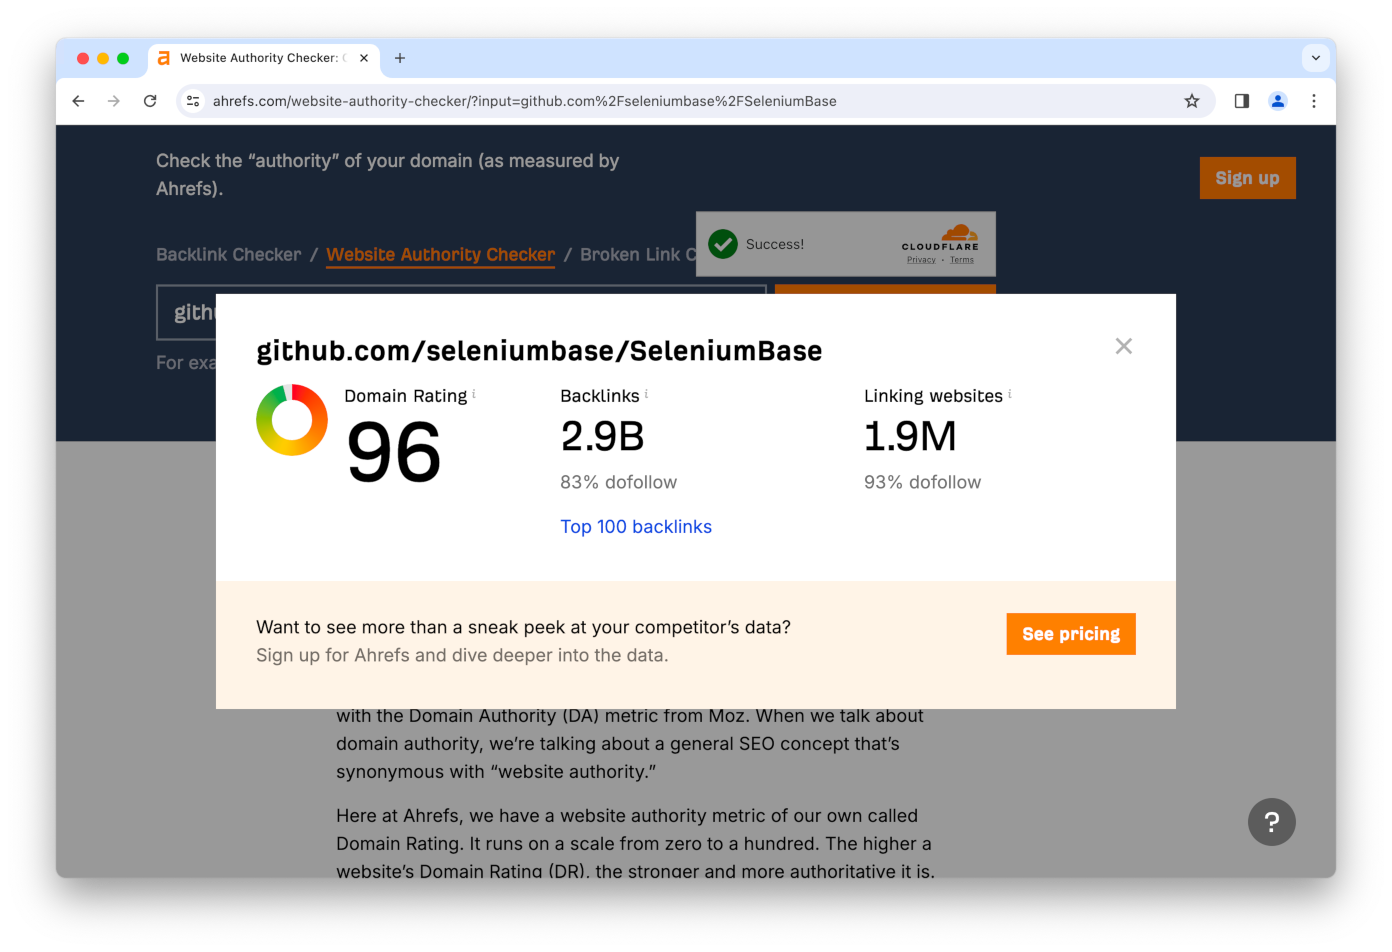 Website Authority Checker:
ahrefs.com/website-authority-checker/?input=github.com%2Fseleniumbase%2FSeleniumBase
Check the “authority” of your domain (as measured by
Ahrefs).
Sign up
Backlink Checker / Website Authority Checker / Broken Link C
Success!
CLOUDFLARE
Privacy · Terms
githu
For exa
github.com/seleniumbase/SeleniumBase
Domain Rating i
96
Backlinks i
2.9B
83% dofollow
Top 100 backlinks
Linking websites i
1.9M
93% dofollow
Want to see more than a sneak peek at your competitor’s data?
Sign up for Ahrefs and dive deeper into the data.
See pricing
with the Domain Authority (DA) metric from Moz. When we talk about
domain authority, we’re talking about a general SEO concept that’s
synonymous with “website authority.”
Here at Ahrefs, we have a website authority metric of our own called
Domain Rating. It runs on a scale from zero to a hundred. The higher a
website’s Domain Rating (DR), the stronger and more authoritative it is.
?